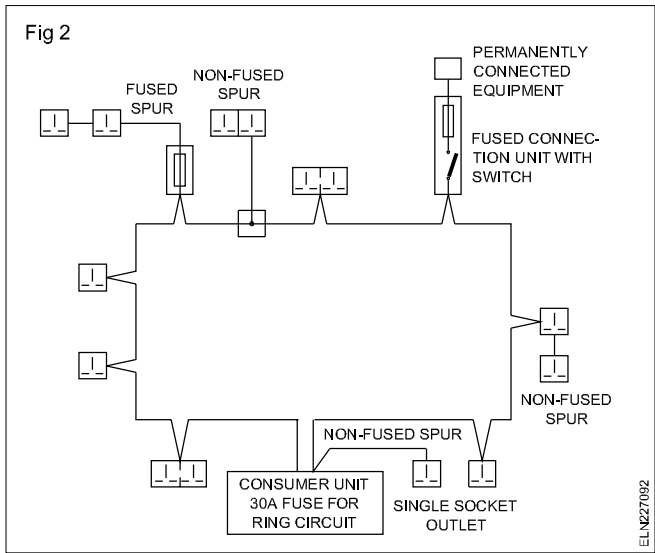 Fig 2
PERMANENTLY
CONNECTED
EQUIPMENT
NON-FUSED
SPUR
FUSED
SPUR
FUSED CONNEC-
TION UNIT WITH
SWITCH
NON-FUSED
SPUR
NON-FUSED SPUR
CONSUMER UNIT
30A FUSE FOR
RING CIRCUIT
SINGLE SOCKET
OUTLET
ELN227092